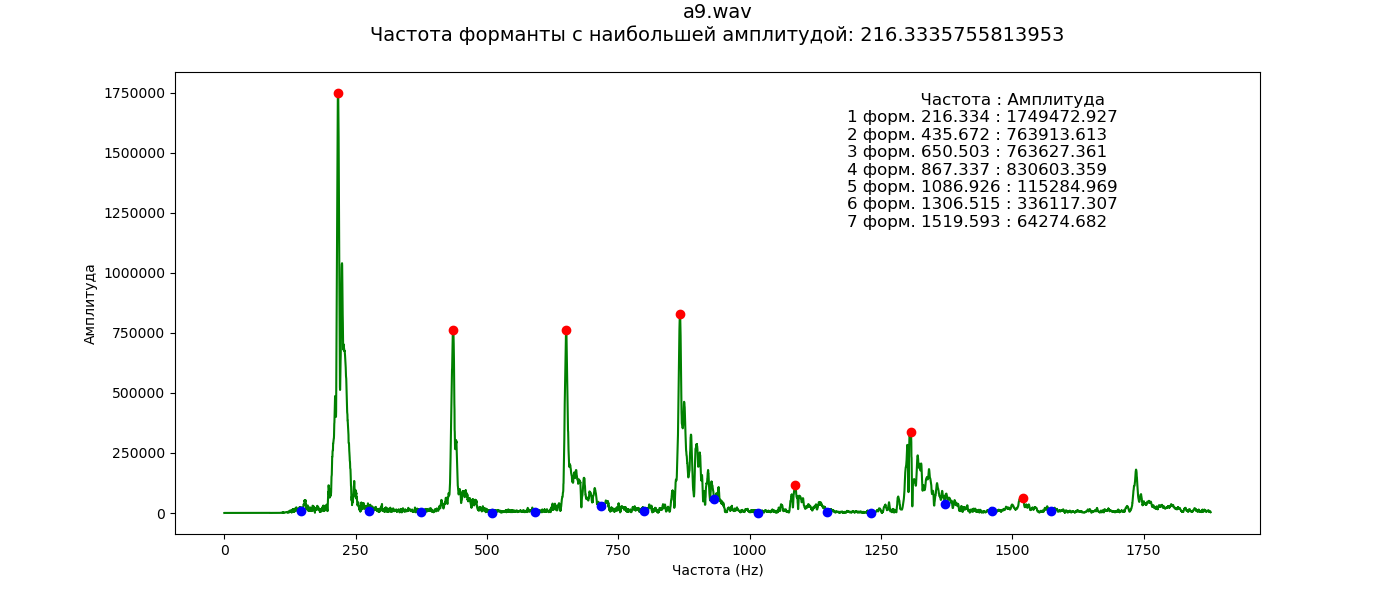 a9.wav
Частота форманты с наибольшей амплитудой: 216.3335755813953
Частота : Амплитуда
1 форм. 216.334 : 1749472.927
2 форм. 435.672 : 763913.613
3 форм. 650.503 : 763627.361
4 форм. 867.337 : 830603.359
5 форм. 1086.926 : 115284.969
6 форм. 1306.515 : 336117.307
7 форм. 1519.593 : 64274.682
1750000
1500000
1250000
1000000
750000
500000
250000
0
Амплитуда
0 250 500 750 1000 1250 1500 1750
Частота (Hz)